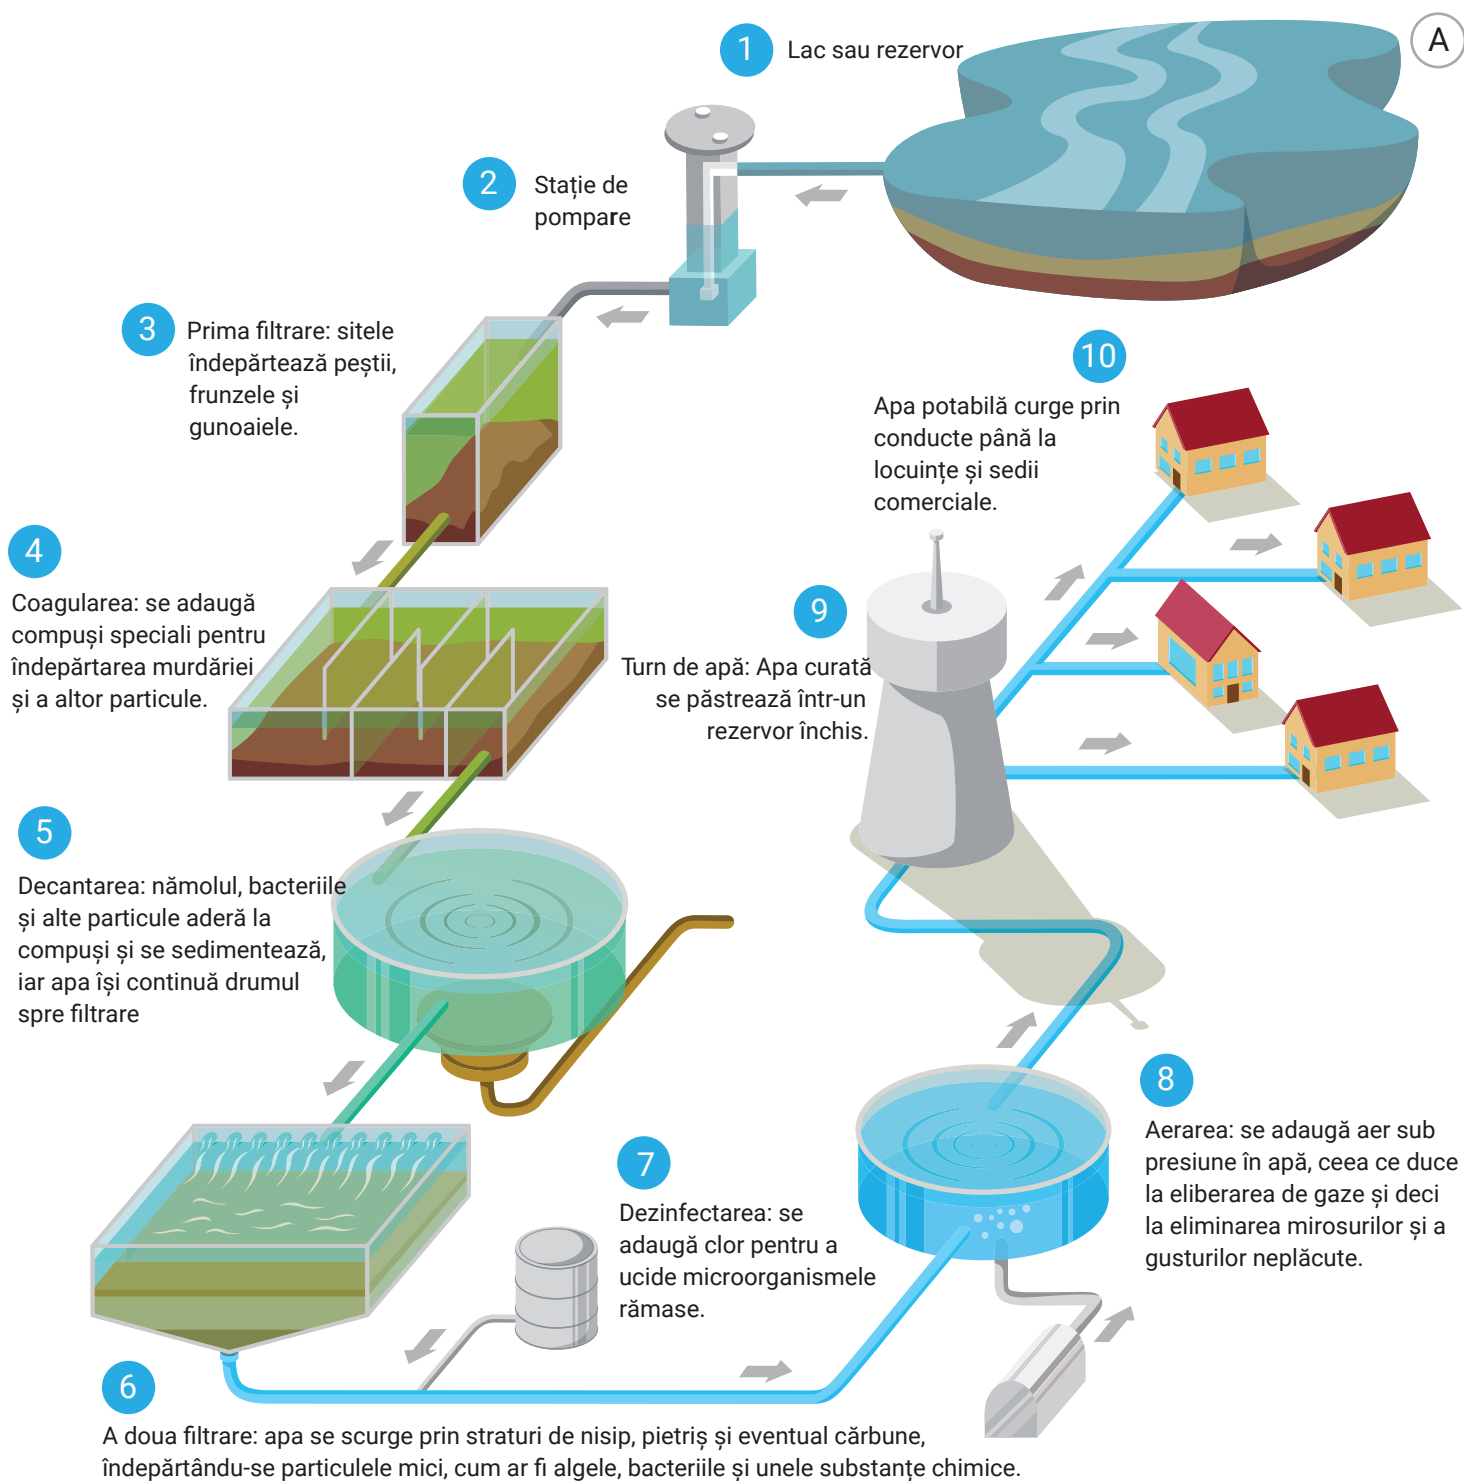 A
1
Lac sau rezervor
2
Stație de
pompare
3
Prima filtrare: sitele
îndepărtează peștii,
frunzele și
gunoaiele.
4
Coagularea: se adaugă
compuși speciali pentru
îndepărtarea murdăriei
și a altor particule.
5
Decantarea: nămolul, bacteriile
și alte particule aderă la
compuși și se sedimentează,
iar apa își continuă drumul
spre filtrare
6
A doua filtrare: apa se scurge prin straturi de nisip, pietriș și eventual cărbune,
îndepărtându-se particulele mici, cum ar fi algele, bacteriile și unele substanțe chimice.
7
Dezinfectarea: se
adaugă clor pentru a
ucide microorganismele
rămase.
8
Aerarea: se adaugă aer sub
presiune în apă, ceea ce duce
la eliberarea de gaze și deci
la eliminarea mirosurilor și a
gusturilor neplăcute.
9
Turn de apă: Apa curată
se păstrează într-un
rezervor închis.
10
Apa potabilă curge prin
conducte până la
locuințe și sedii
comerciale.